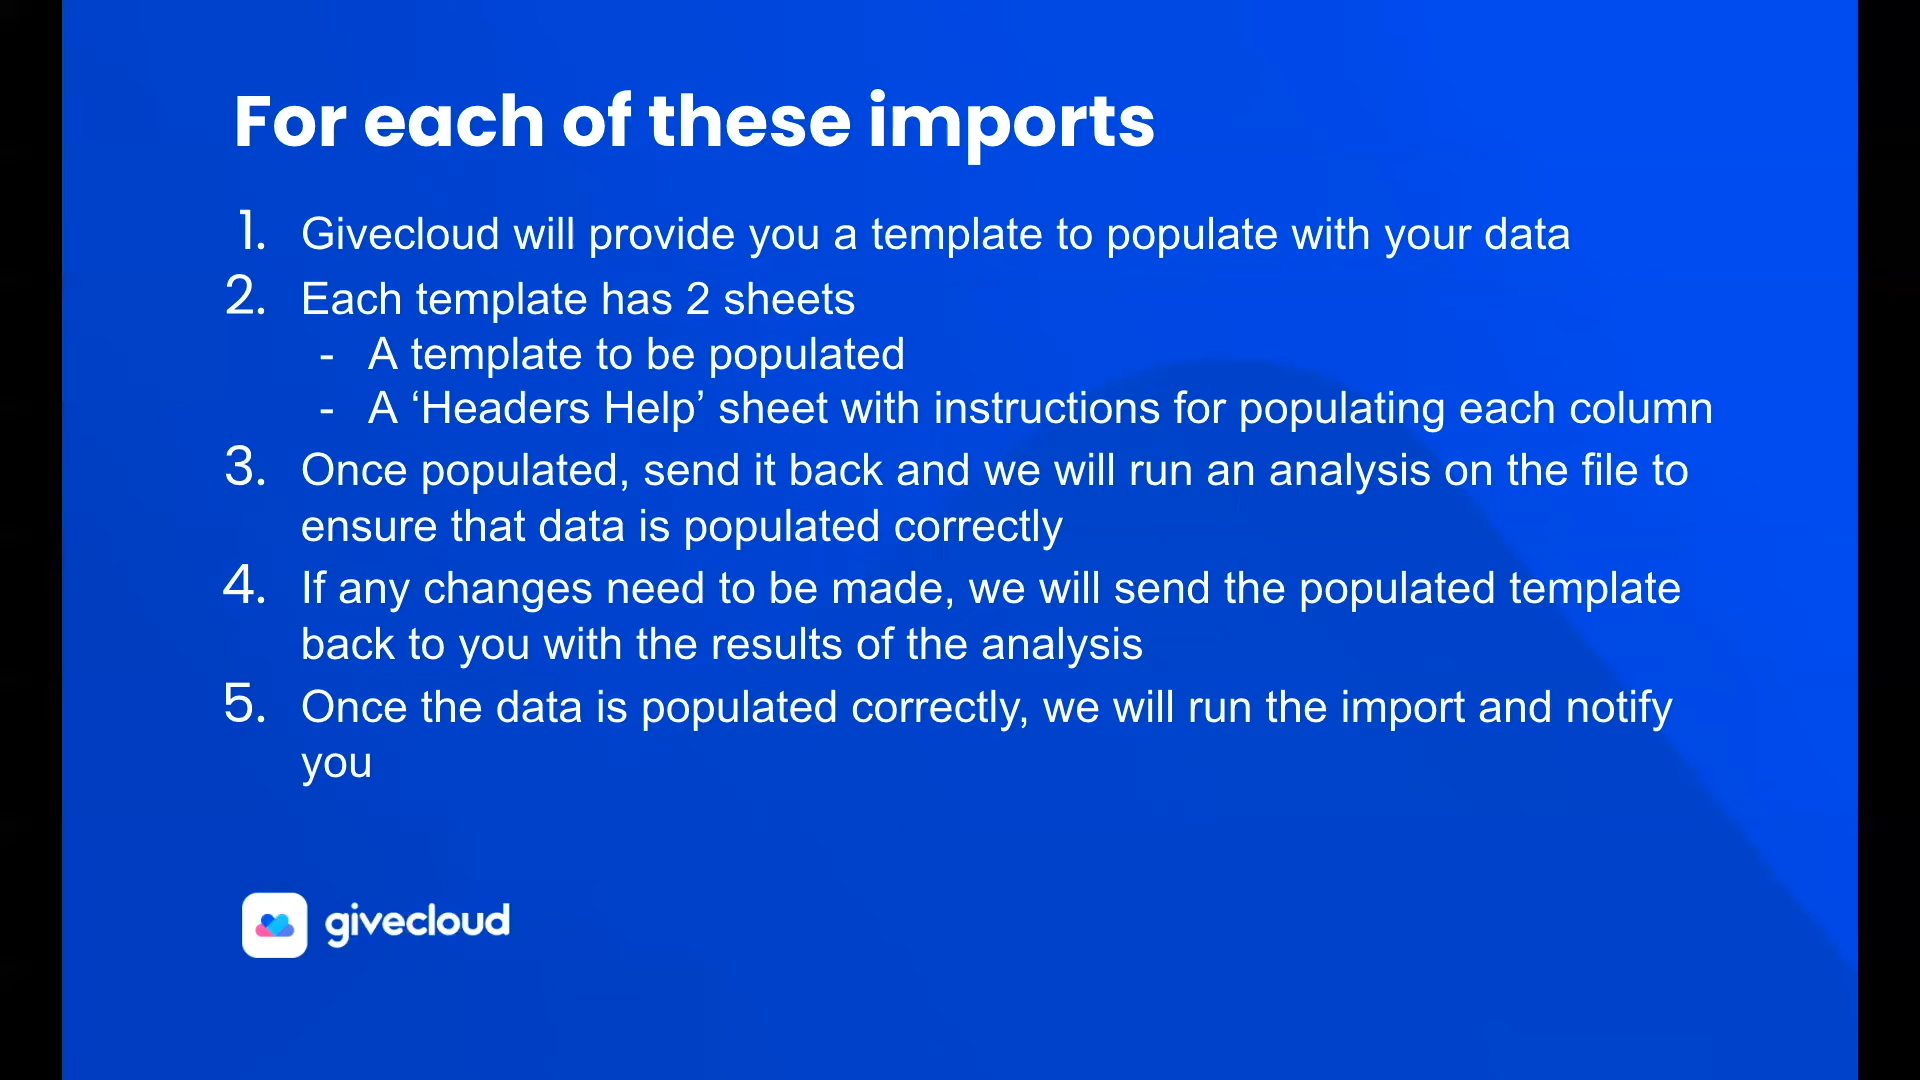 For each of these imports
1. Givecloud will provide you a template to populate with your data
2. Each template has 2 sheets
- A template to be populated
- A ‘Headers Help’ sheet with instructions for populating each column
3. Once populated, send it back and we will run an analysis on the file to
ensure that data is populated correctly
4. If any changes need to be made, we will send the populated template
back to you with the results of the analysis
5. Once the data is populated correctly, we will run the import and notify
you
givecloud